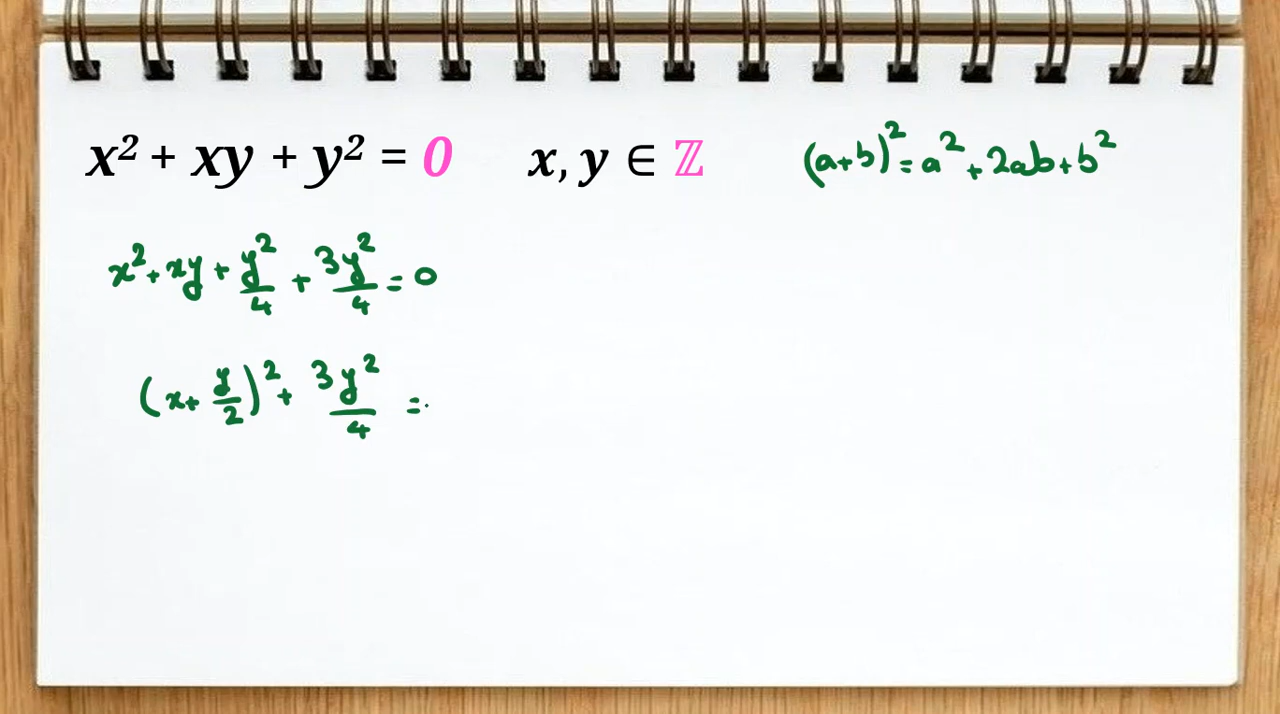 x² + xy + y² = 0 x, y ∈ ℤ (a+b)² = a² + 2ab + b²
x² + xy + y²/4 + 3y²/4 = 0
(x + y/2)² + 3y²/4 =